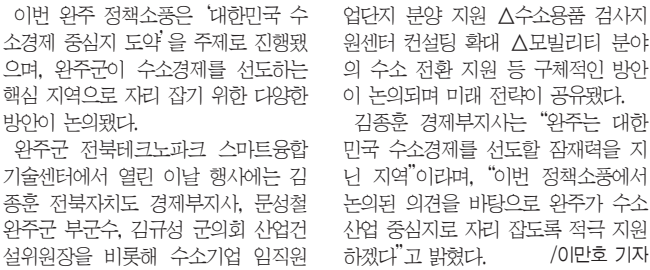 이번 완주 정책소풍은 '대한민국 수
소경제 중심지 도약'을 주제로 진행됐
으며, 완주군이 수소경제를 선도하는
핵심 지역으로 자리 잡기 위한 다양한
방안이 논의됐다.
완주군 전북테크노파크 스마트융합
기술센터에서 열린 이날 행사에는 김
종훈 전북자치도 경제부지사, 문성철
완주군 부군수, 김규성 군의회 산업건
설위원장을 비롯해 수소기업 임직원
업단지 분양 지원 △수소용품 검사지
원센터 컨설팅 확대 △모빌리티 분야
의 수소 전환 지원 등 구체적인 방안
이 논의되며 미래 전략이 공유됐다.
김종훈 경제부지사는 "완주는 대한
민국 수소경제를 선도할 잠재력을 지
닌 지역"이라며, "이번 정책소풍에서
논의된 의견을 바탕으로 완주가 수소
산업 중심지로 자리 잡도록 적극 지원
하겠다"고 밝혔다. /이만호 기자